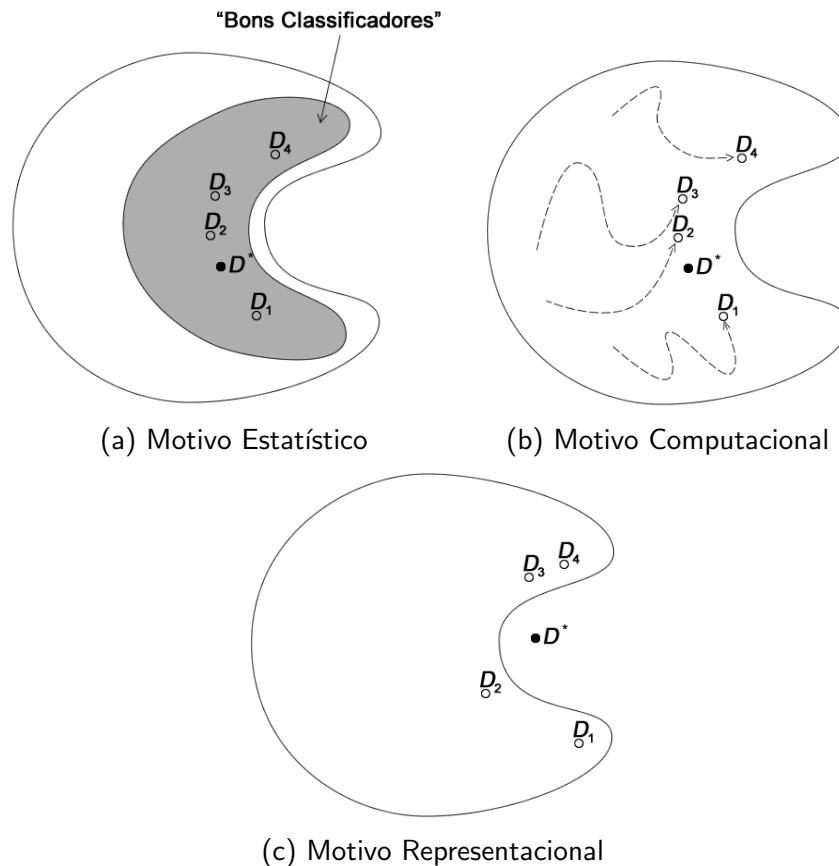 “Bons Classificadores”
D4
D3
D2
D*
D1
(a) Motivo Estatístico
D4
D3
D2
D*
D1
(b) Motivo Computacional
D3
D4
D*
D2
D1
(c) Motivo Representacional